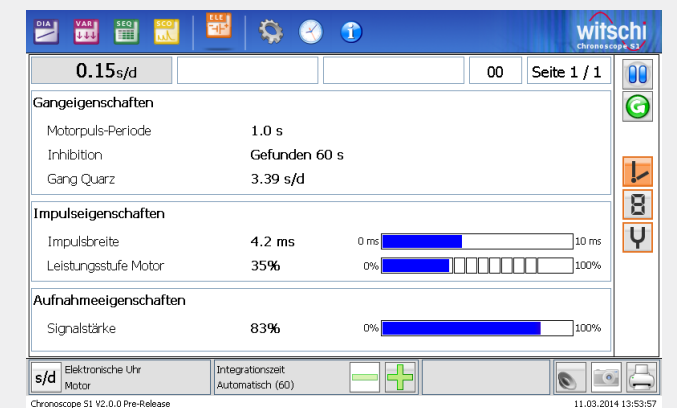 DIA VAR SEQ SCO ELE
witschi
Chronoscope S1
0.15s/d 00 Seite 1 / 1
Gangeigenschaften
Motorpuls-Periode 1.0 s
Inhibition Gefunden 60 s
Gang Quarz 3.39 s/d
Impulseigenschaften
Impulsbreite 4.2 ms 0 ms 10 ms
Leistungsstufe Motor 35% 0% 100%
Aufnahmeeigenschaften
Signalstärke 83% 0% 100%
s/d Elektronische Uhr Integrationszeit
Motor Automatisch (60)
Chronoscope S1 V2.0.0 Pre-Release 11.03.2014 13:53:57